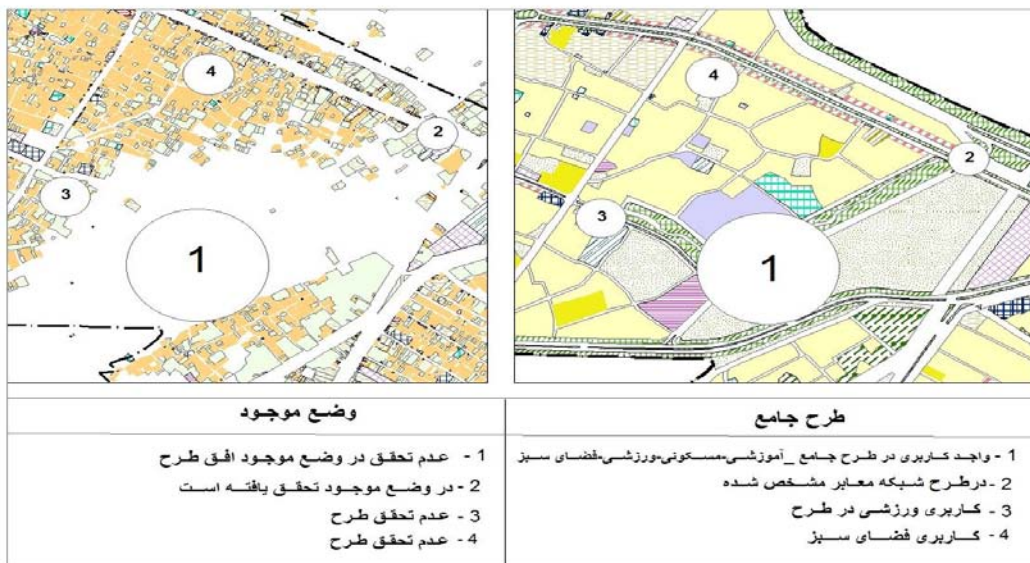 4
2
3
1
4
2
3
1
طرح جامع
1 - واجد کاربری در طرح جامع _آموزشی-مسکونی-ورزشی-فضای سبز
2 - درطرح شبکه معابر مشخص شده
3 - کاربری ورزشی در طرح
4 - کاربری فضای سبز
وضع موجود
1 - عدم تحقق در وضع موجود افق طرح
2 - در وضع موجود تحقق یافته است
3 - عدم تحقق طرح
4 - عدم تحقق طرح